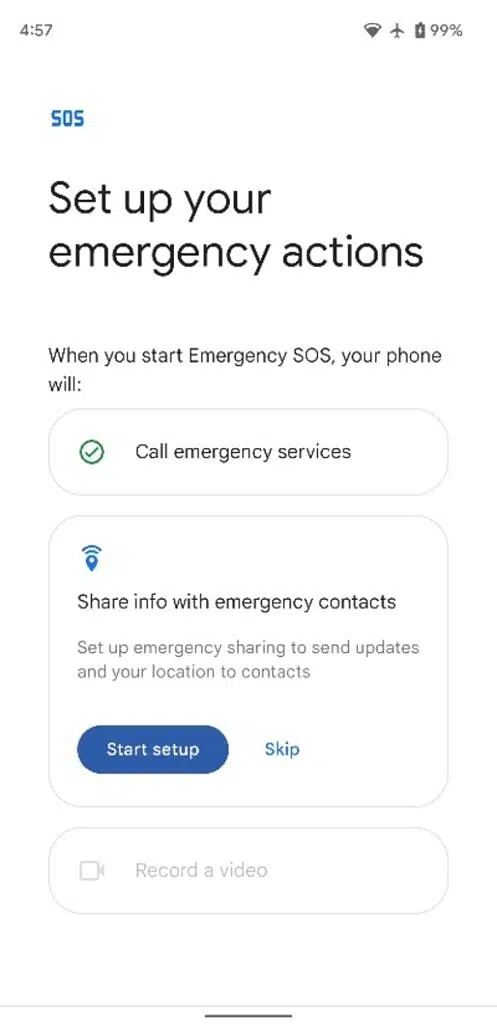 4:57
99%
SOS
Set up your
emergency actions
When you start Emergency SOS, your phone
will:
Call emergency services
Share info with emergency contacts
Set up emergency sharing to send updates
and your location to contacts
Start setup
Skip
Record a video